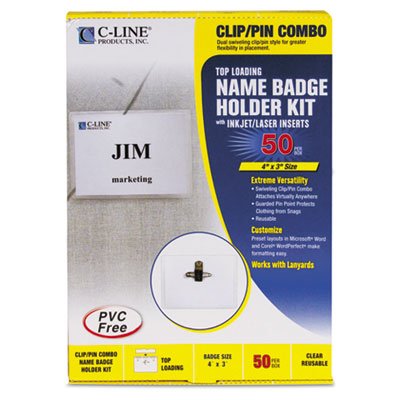 C-LINE®
PRODUCTS, INC.
CLIP/PIN COMBO
Dual swiveling clip/pin style for greater
flexibility in placement.
TOP LOADING
NAME BADGE
HOLDER KIT
with INKJET/LASER INSERTS
50 PER BOX
4" x 3" Size
C-LINE
PRODUCTS, INC.
JIM
marketing
Extreme Versatility
• Swiveling Clip/Pin Combo
Attaches Virtually Anywhere
• Guarded Pin Point Protects
Clothing from Snags
• Reusable
Customize
Preset layouts in Microsoft® Word
and Corel® WordPerfect® make
formatting easy.
Works with Lanyards
PVC
Free
CLIP/PIN COMBO
NAME BADGE
HOLDER KIT
TOP
LOADING
BADGE SIZE
4" x 3"
50 PER BOX
CLEAR
REUSABLE